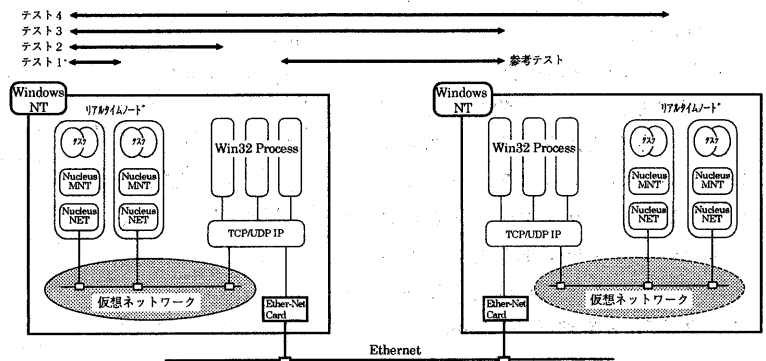 テスト4
テスト3
テスト2
テスト1
参考テスト
Windows NT
リアルタイムノード
タスク
タスク
Nucleus MNT
Nucleus MNT
Nucleus NET
Nucleus NET
Win32 Process
TCP/UDP IP
仮想ネットワーク
Ether-Net Card
Windows NT
リアルタイムノード
Win32 Process
タスク
タスク
Nucleus MNT
Nucleus MNT
Nucleus NET
Nucleus NET
TCP/UDP IP
Ether-Net Card
仮想ネットワーク
Ethernet